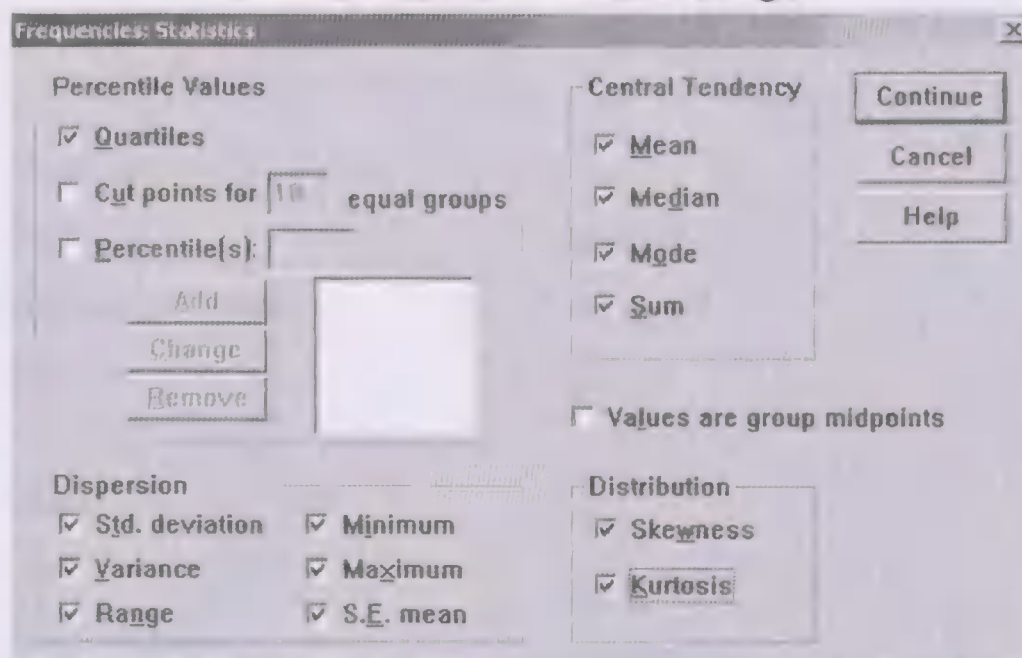 Frequencies: Statistics
Percentile Values
Quartiles
Cut points for 10 equal groups
Percentile(s):
Add
Change
Remove
Central Tendency
Mean
Median
Mode
Sum
Continue
Cancel
Help
Values are group midpoints
Dispersion
Std. deviation
Variance
Range
Minimum
Maximum
S.E. mean
Distribution
Skewness
Kurtosis